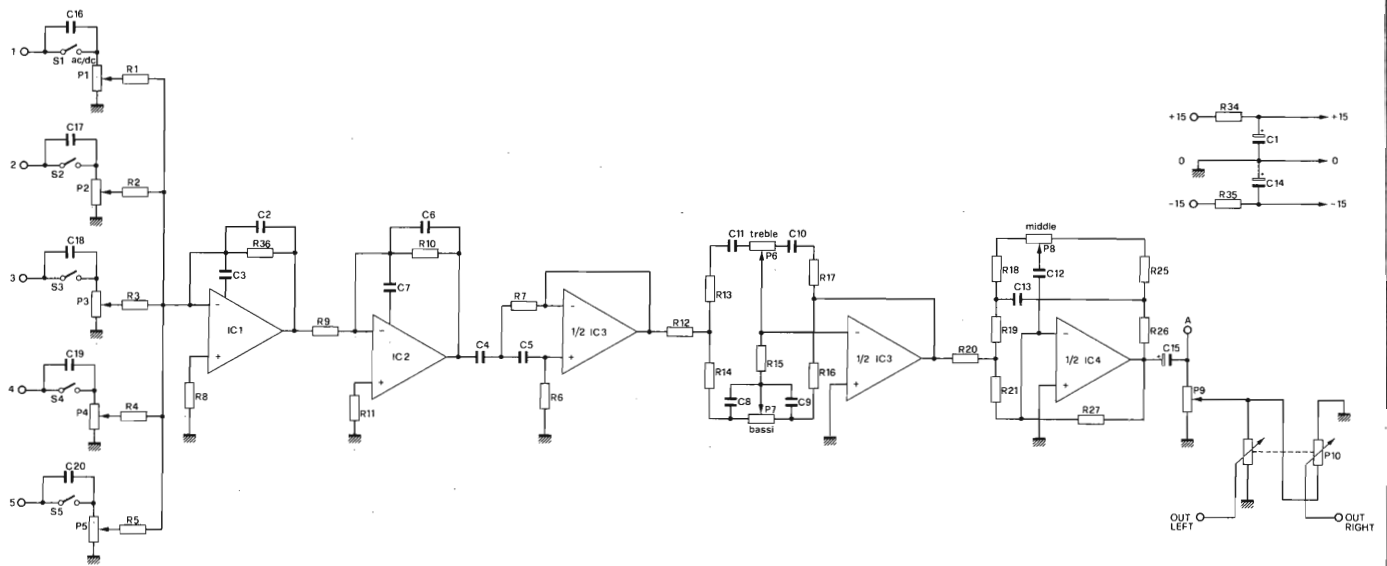 C16
1
S1 ac/dc
P1
R1
C17
2
S2
P2
R2
C18
3
S3
P3
R3
C19
4
S4
P4
R4
C20
5
S5
P5
R5
C2
R36
C3
−
IC1
+
R8
R9
C6
R10
C7
−
IC2
+
R11
C4
C5
R7
−
1/2 IC3
+
R6
R12
C11
treble
C10
P6
R13
R17
R14
R15
R16
C8
P7
C9
bassi
−
1/2 IC3
+
R20
middle
P8
R18
C12
R25
C13
R19
R26
−
1/2 IC4
+
R21
R27
+
C15
A
P9
P10
OUT
LEFT
OUT
RIGHT
+15
R34
+15
+
C1
0
0
+
C14
-15
R35
-15